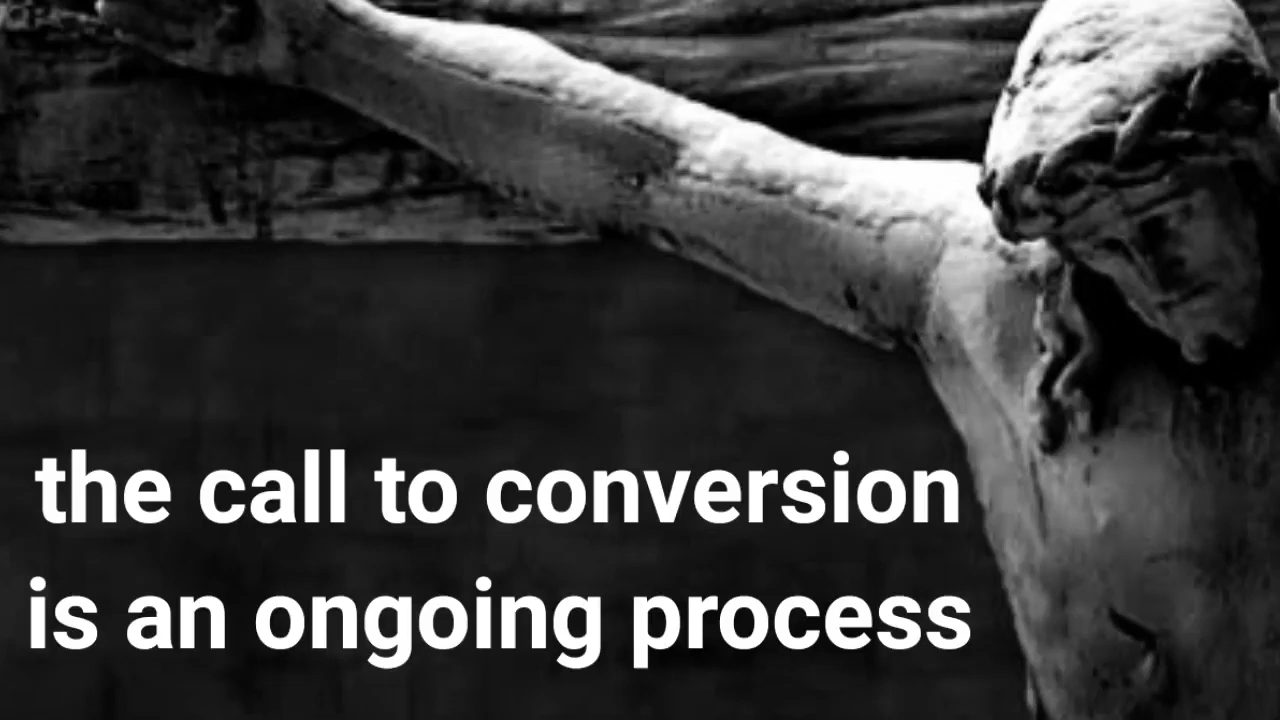 the call to conversion
is an ongoing process